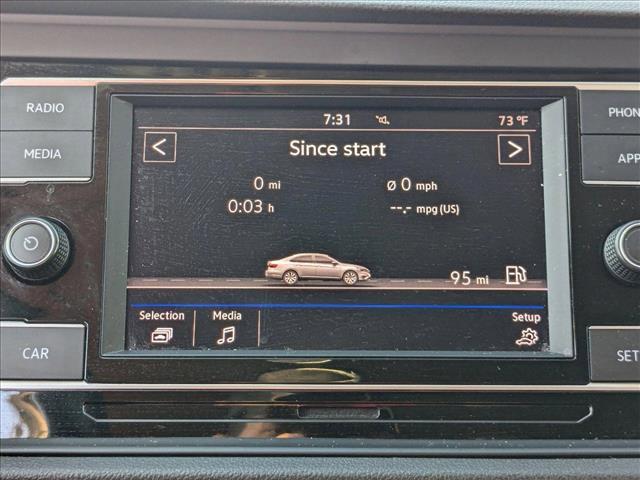 RADIO
MEDIA
CAR
7:31 73 °F
< Since start >
0 mi Ø 0 mph
0:03 h --.- mpg (US)
95 mi
Selection Media Setup
PHON
APP
SET